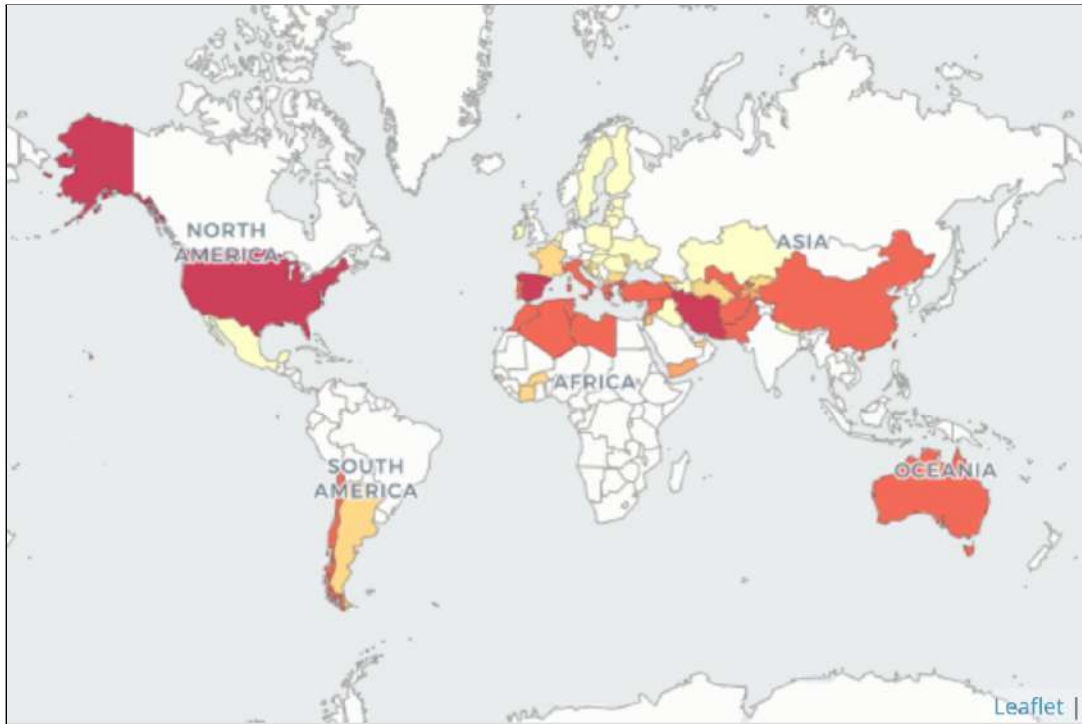 NORTH
AMERICA
ASIA
AFRICA
SOUTH
AMERICA
OCEANIA
Leaflet |